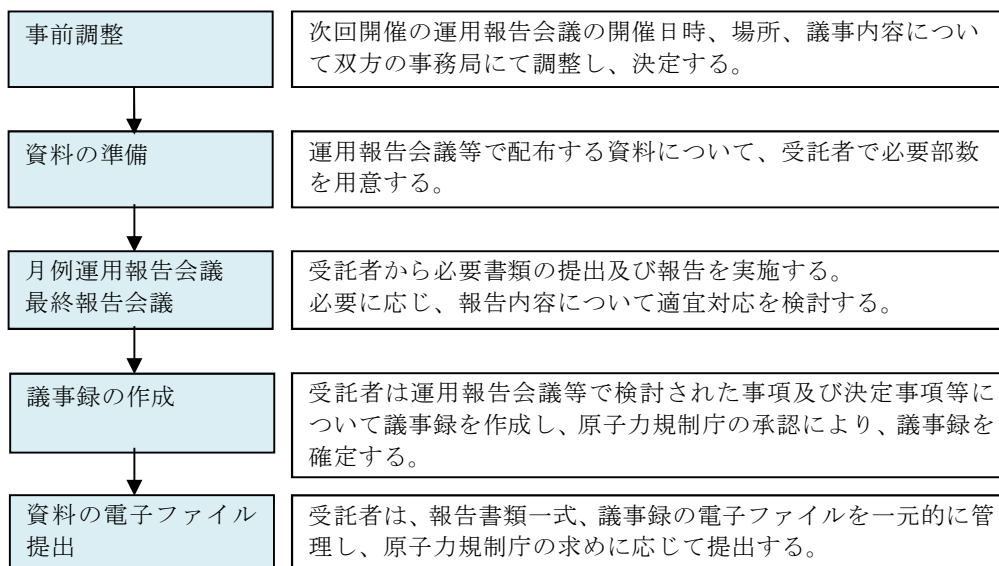 事前調整
次回開催の運用報告会議の開催日時、場所、議事内容につい
て双方の事務局にて調整し、決定する。
資料の準備
運用報告会議等で配布する資料について、受託者で必要部数
を用意する。
月例運用報告会議
最終報告会議
受託者から必要書類の提出及び報告を実施する。
必要に応じ、報告内容について適宜対応を検討する。
議事録の作成
受託者は運用報告会議等で検討された事項及び決定事項等に
ついて議事録を作成し、原子力規制庁の承認により、議事録を
確定する。
資料の電子ファイル
提出
受託者は、報告書類一式、議事録の電子ファイルを一元的に管
理し、原子力規制庁の求めに応じて提出する。